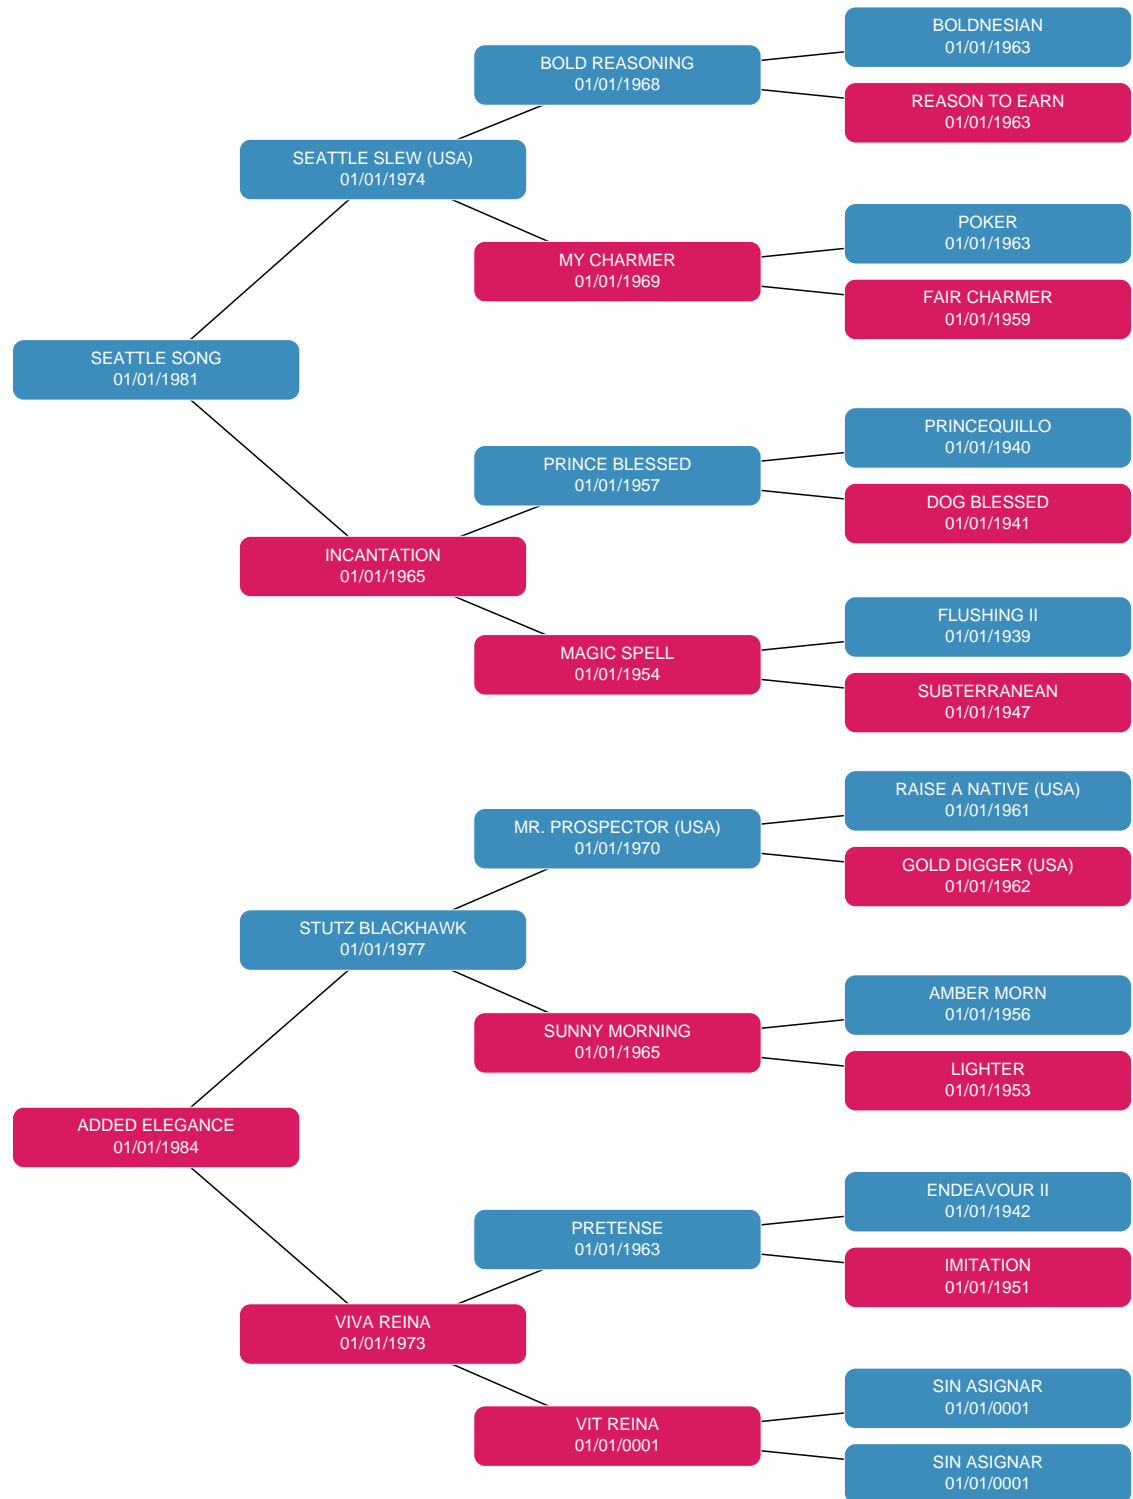 BOLDNESIAN
01/01/1963
BOLD REASONING
01/01/1968
REASON TO EARN
01/01/1963
SEATTLE SLEW (USA)
01/01/1974
POKER
01/01/1963
MY CHARMER
01/01/1969
FAIR CHARMER
01/01/1959
SEATTLE SONG
01/01/1981
PRINCEQUILLO
01/01/1940
PRINCE BLESSED
01/01/1957
DOG BLESSED
01/01/1941
INCANTATION
01/01/1965
FLUSHING II
01/01/1939
MAGIC SPELL
01/01/1954
SUBTERRANEAN
01/01/1947
RAISE A NATIVE (USA)
01/01/1961
MR. PROSPECTOR (USA)
01/01/1970
GOLD DIGGER (USA)
01/01/1962
STUTZ BLACKHAWK
01/01/1977
AMBER MORN
01/01/1956
SUNNY MORNING
01/01/1965
LIGHTER
01/01/1953
ADDED ELEGANCE
01/01/1984
ENDEAVOUR II
01/01/1942
PRETENSE
01/01/1963
IMITATION
01/01/1951
VIVA REINA
01/01/1973
SIN ASIGNAR
01/01/0001
VIT REINA
01/01/0001
SIN ASIGNAR
01/01/0001